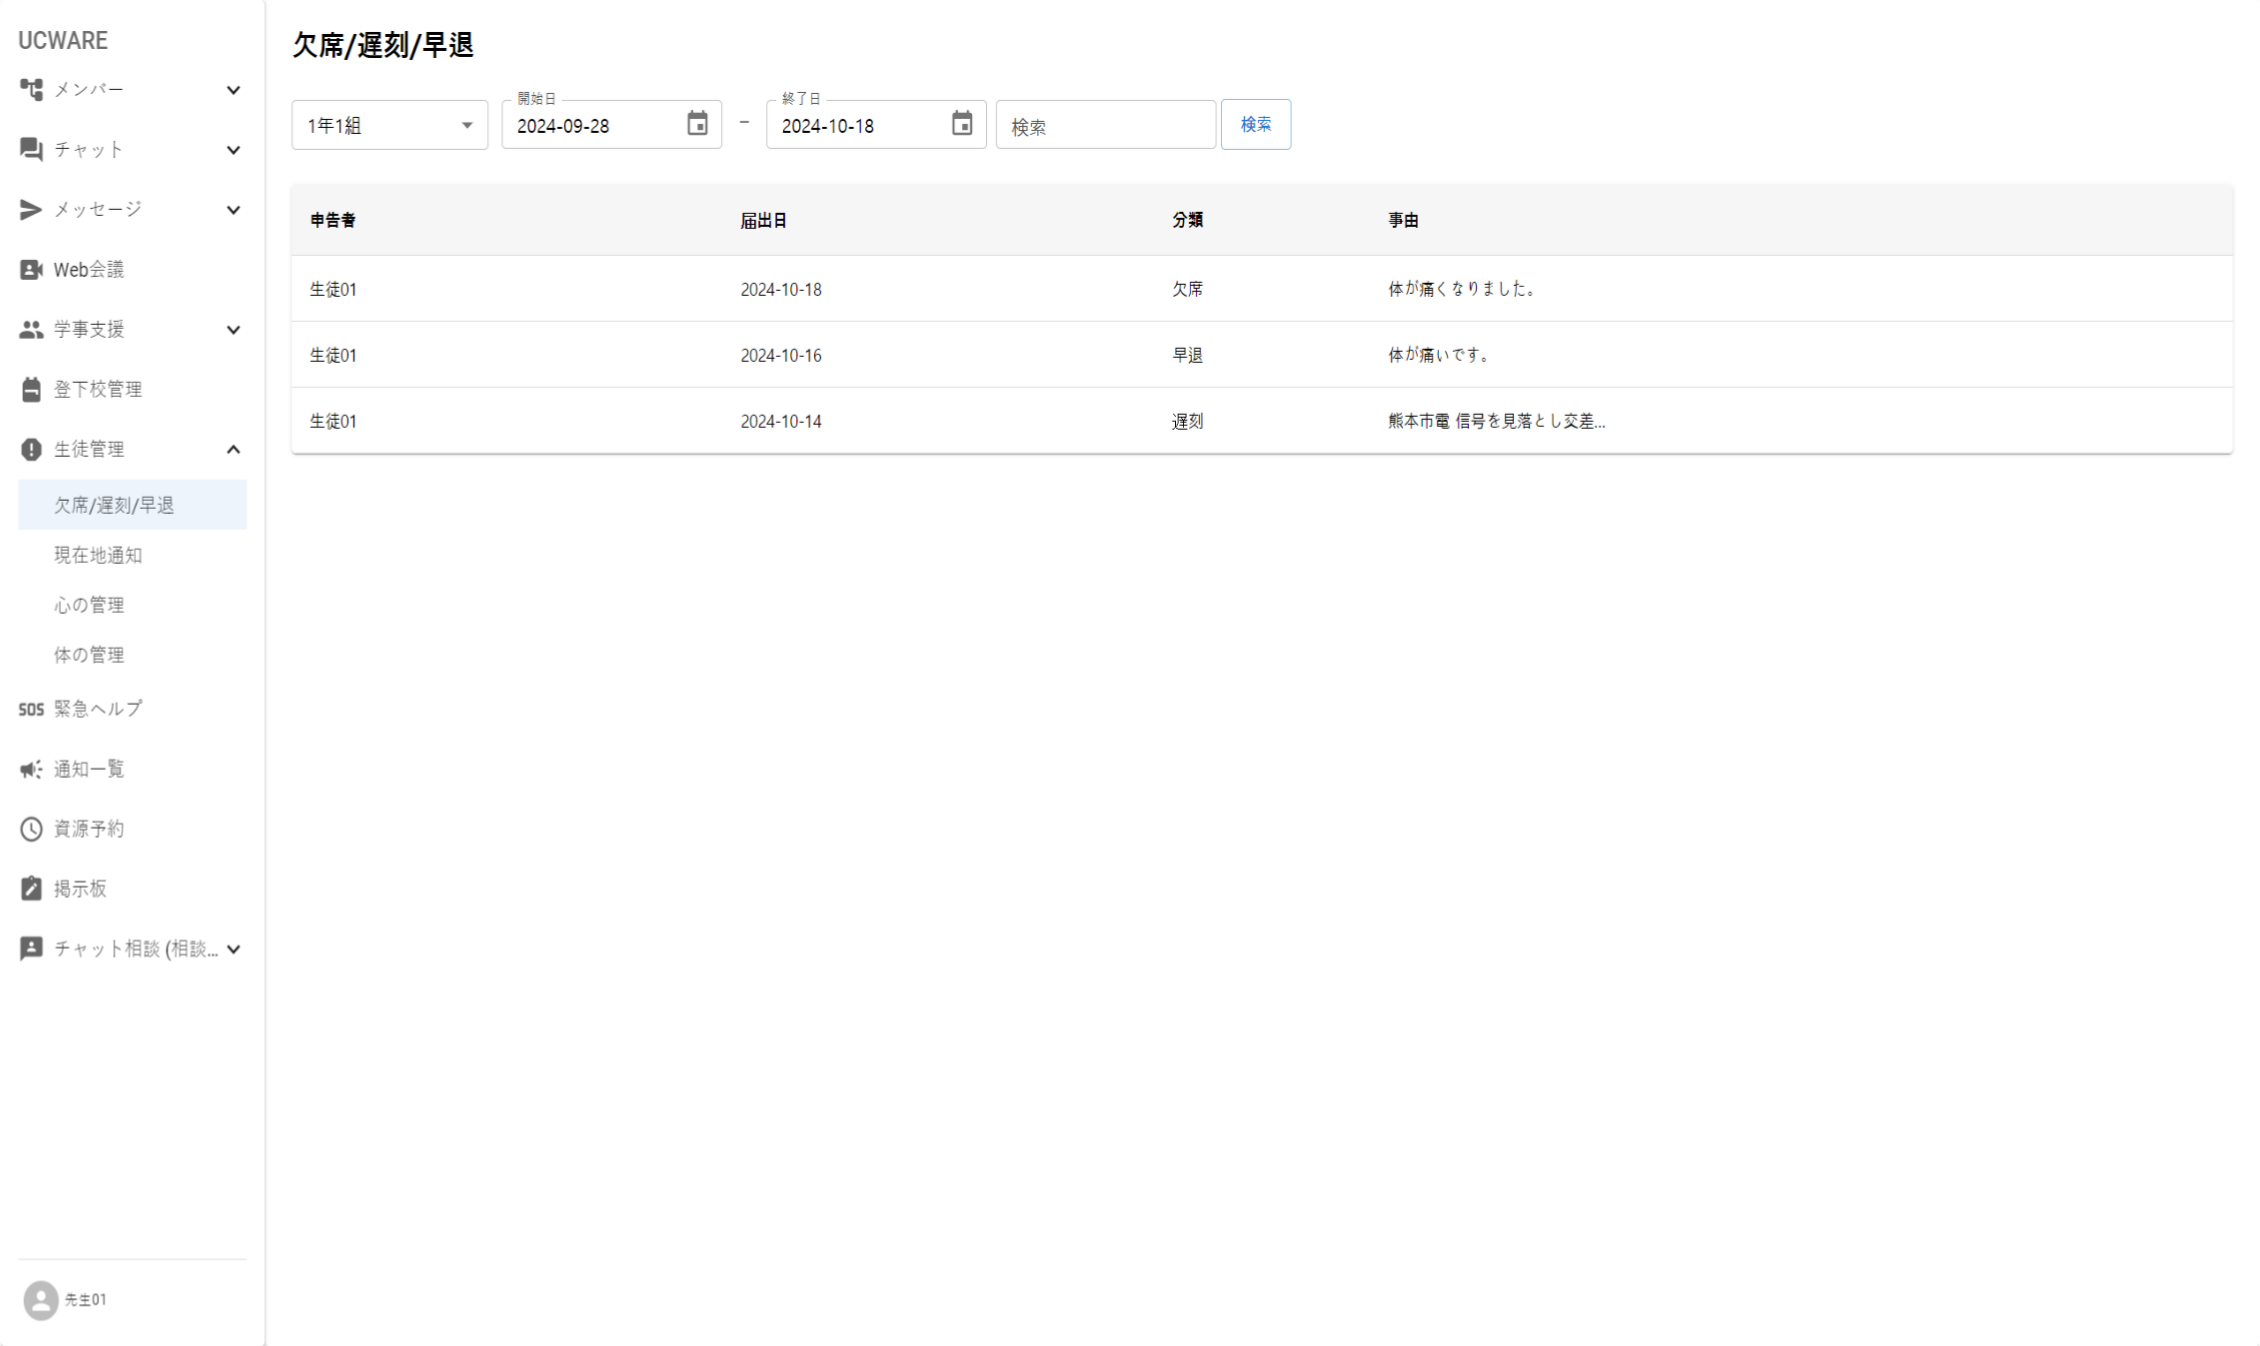 UCWARE
メンバー
チャット
メッセージ
Web会議
学事支援
登下校管理
生徒管理
欠席/遅刻/早退
現在地通知
心の管理
体の管理
SOS 緊急ヘルプ
通知一覧
資源予約
掲示板
チャット相談 (相談...
先生01
欠席/遅刻/早退
1年1組 開始日 2024-09-28 – 終了日 2024-10-18 検索 検索
申告者 届出日 分類 事由
生徒01 2024-10-18 欠席 体が痛くなりました。
生徒01 2024-10-16 早退 体が痛いです。
生徒01 2024-10-14 遅刻 熊本市電 信号を見落とし交差...